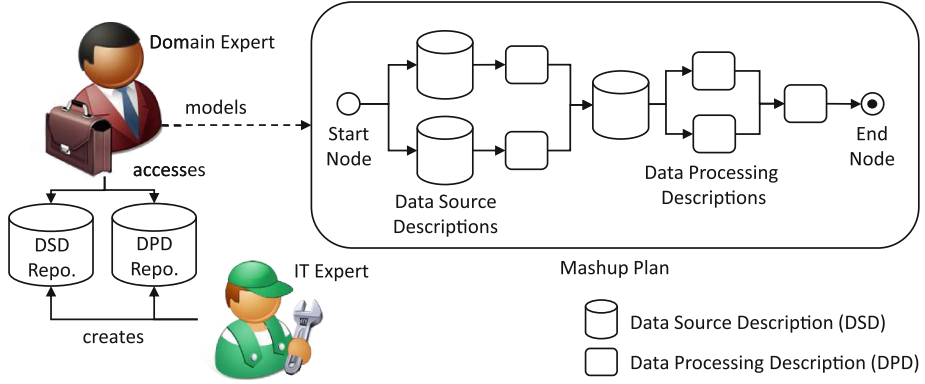 Domain Expert
models
accesses
DSD
Repo.
DPD
Repo.
IT Expert
creates
Start
Node
Data Source
Descriptions
Data Processing
Descriptions
End
Node
Mashup Plan
Data Source Description (DSD)
Data Processing Description (DPD)